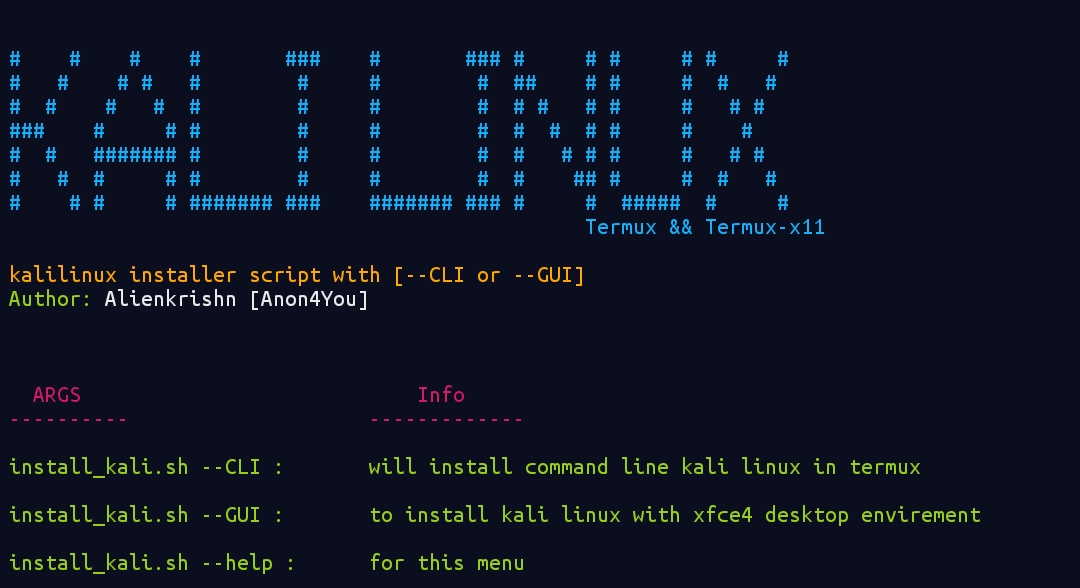 KALI LINUX
Termux && Termux-x11
kalilinux installer script with [--CLI or --GUI]
Author: Alienkrishn [Anon4You]
ARGS Info
---------- -------------
install_kali.sh --CLI : will install command line kali linux in termux
install_kali.sh --GUI : to install kali linux with xfce4 desktop envirement
install_kali.sh --help : for this menu